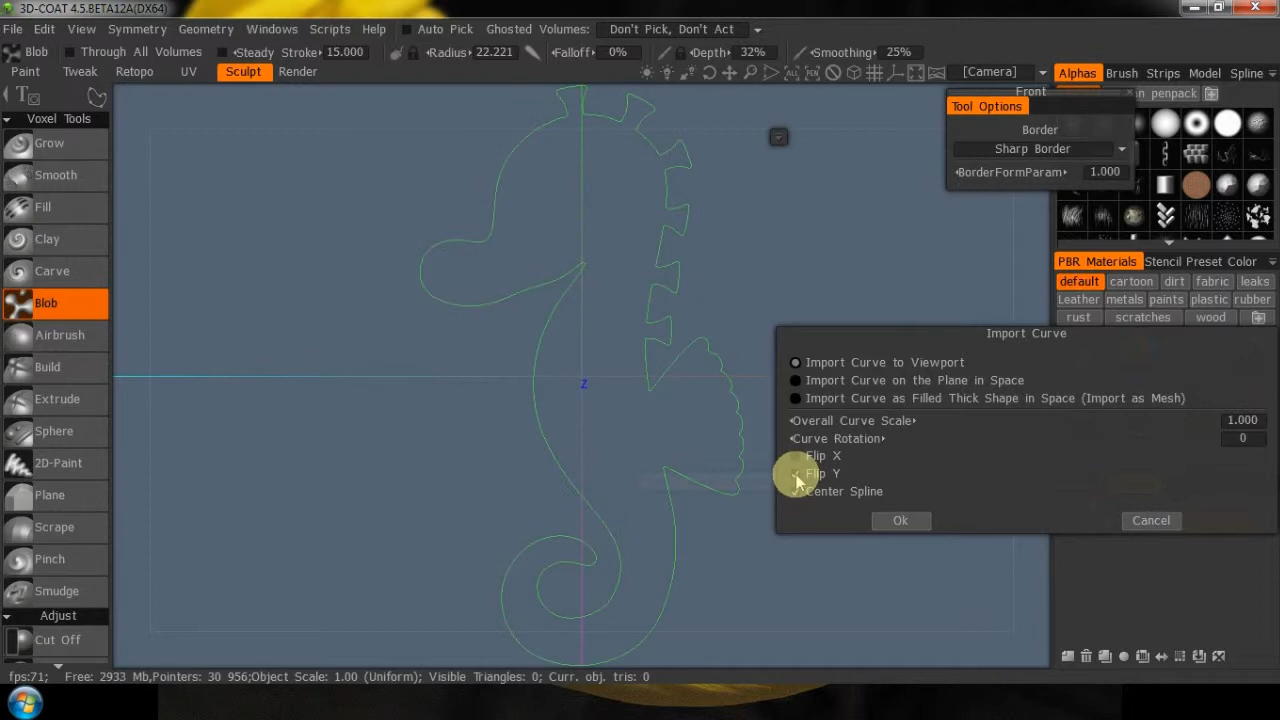 3D-COAT 4.5.BETA12A(DX64)
File Edit View Symmetry Geometry Windows Scripts Help Auto Pick Ghosted Volumes: Don't Pick, Don't Act
Blob Through All Volumes Steady Stroke 15.000 Radius 22.221 Falloff 0% Depth 32% Smoothing 25%
Paint Tweak Retopo UV Sculpt Render [Camera] Alphas Brush Strips Model Spline
Front
an penpack
Tool Options
Voxel Tools
Border
Grow
Sharp Border
BorderFormParam 1.000
Smooth
Fill
Clay
PBR Materials Stencil Preset Color
Carve
default cartoon dirt fabric leaks
Leather metals paints plastic rubber
Blob
rust scratches wood
Airbrush
Import Curve
Import Curve to Viewport
Build
Import Curve on the Plane in Space
Z
Import Curve as Filled Thick Shape in Space (Import as Mesh)
Extrude
Overall Curve Scale 1.000
Sphere
Curve Rotation 0
Flip X
2D-Paint
Flip Y
Center Spline
Plane
Ok Cancel
Scrape
Pinch
Smudge
Adjust
Cut Off
fps:71; Free: 2933 Mb,Pointers: 30 956;Object Scale: 1.00 (Uniform); Visible Triangles: 0; Curr. obj. tris: 0